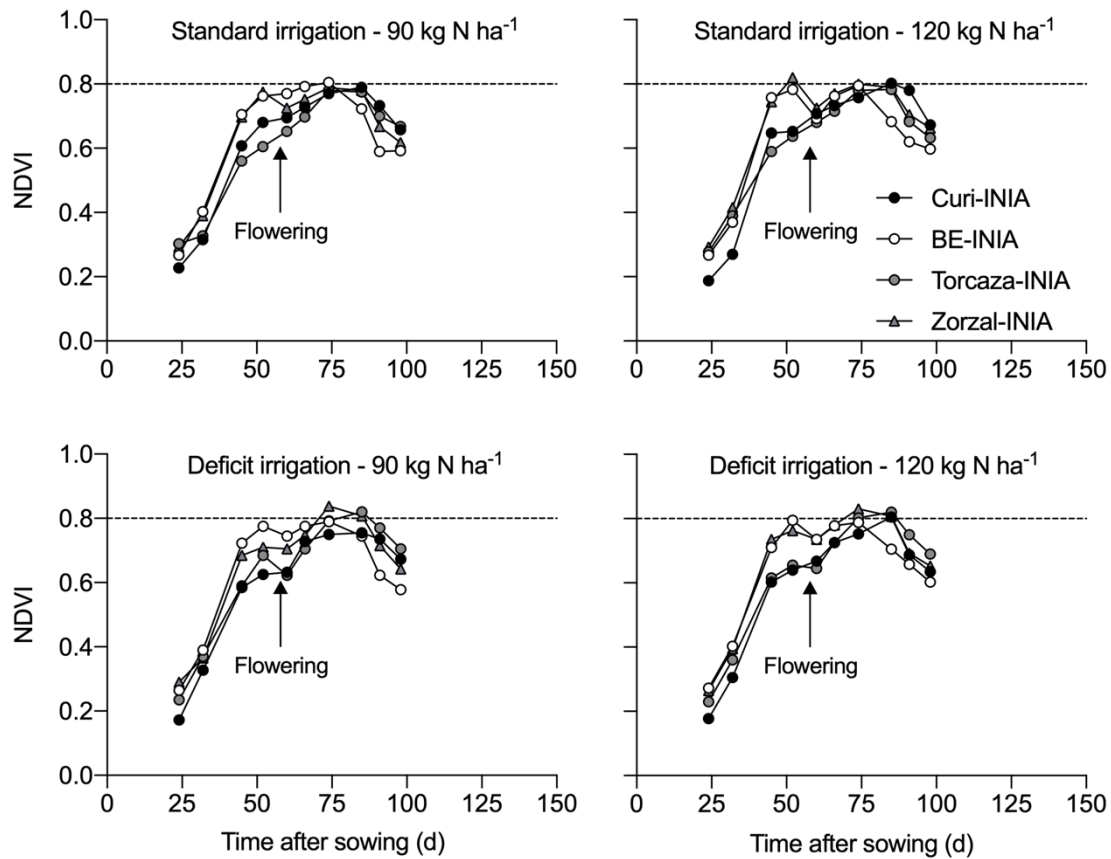 Standard irrigation - 90 kg N ha⁻¹
NDVI
1.0
0.8
0.6
0.4
0.2
0.0
Flowering
0 25 50 75 100 125 150
Standard irrigation - 120 kg N ha⁻¹
Flowering
Curi-INIA
BE-INIA
Torcaza-INIA
Zorzal-INIA
0 25 50 75 100 125 150
Deficit irrigation - 90 kg N ha⁻¹
NDVI
1.0
0.8
0.6
0.4
0.2
0.0
Flowering
0 25 50 75 100 125 150
Time after sowing (d)
Deficit irrigation - 120 kg N ha⁻¹
Flowering
0 25 50 75 100 125 150
Time after sowing (d)